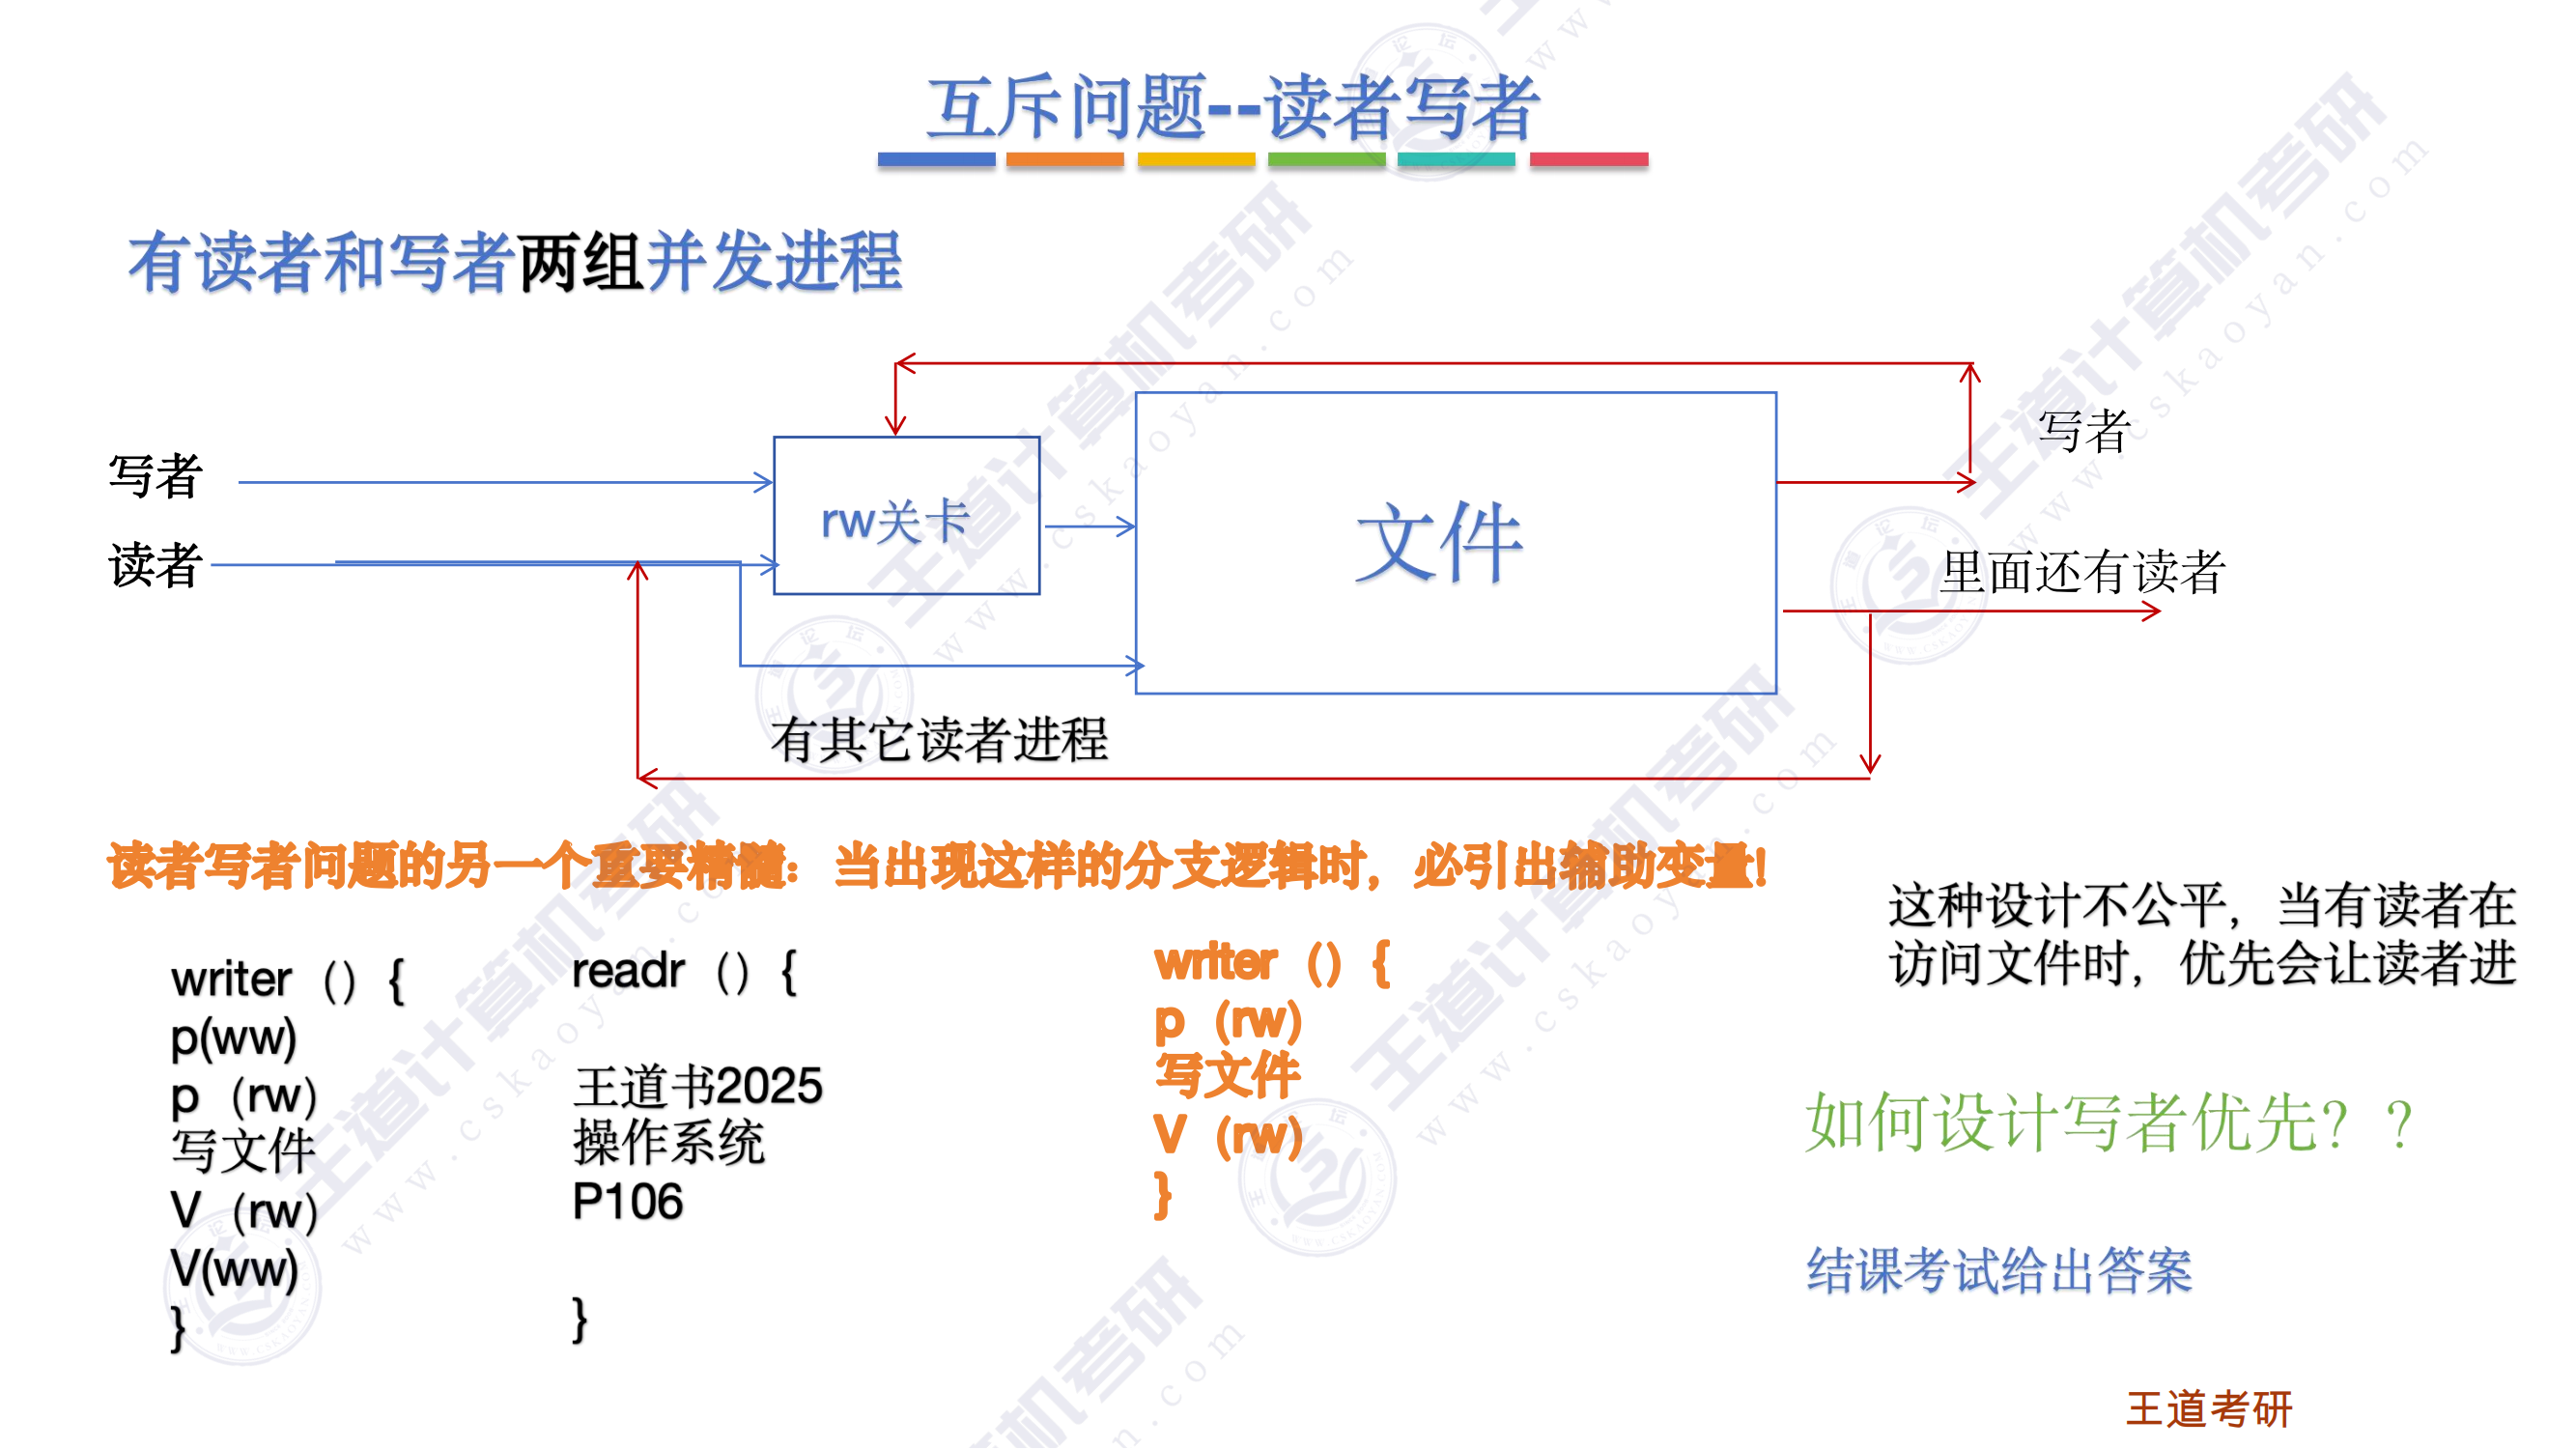 互斥问题--读者写者
有读者和写者两组并发进程
写者
读者
rw关卡
文件
写者
里面还有读者
有其它读者进程
读者写者问题的另一个重要精髓：当出现这样的分支逻辑时，必引出辅助变量!
writer（）{
p(ww)
p（rw）
写文件
V（rw）
V(ww)
}
readr（）{
王道书2025
操作系统
P106
}
writer（）{
p（rw）
写文件
V（rw）
}
这种设计不公平，当有读者在
访问文件时，优先会让读者进
如何设计写者优先？？
结课考试给出答案
王道考研
王道计算机考研
www.cskaoyan.com